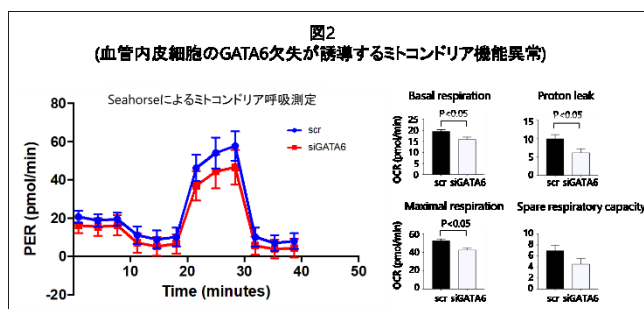 図2
(血管内皮細胞のGATA6欠失が誘導するミトコンドリア機能異常)
Seahorseによるミトコンドリア呼吸測定
scr
siGATA6
PER (pmol/min)
80
60
40
20
0
-20
10
20
30
40
50
Time (minutes)
Basal respiration
P<0.05
OCR (pmol/min)
25
20
15
10
5
0
scr siGATA6
Proton leak
P<0.05
15
10
5
0
scr siGATA6
Maximal respiration
P<0.05
OCR (pmol/min)
60
40
20
0
scr siGATA6
Spare respiratory capacity
10
8
6
4
2
0
scr siGATA6